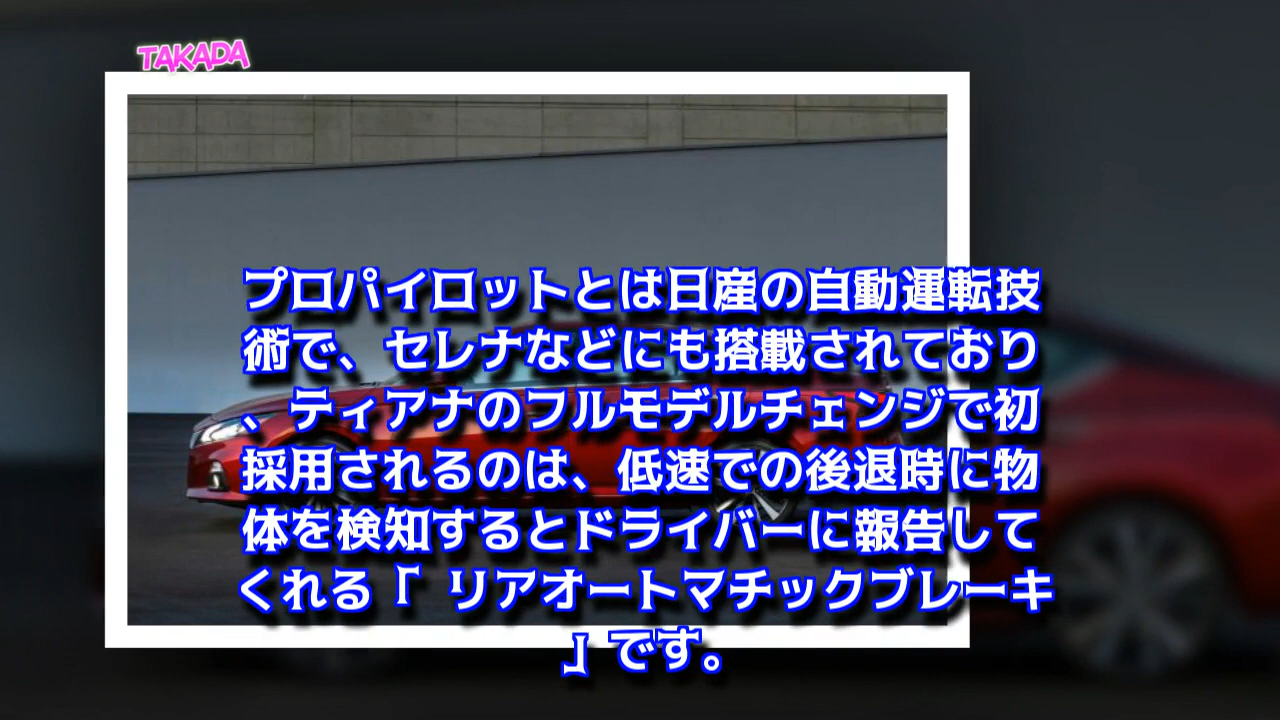 TAKADA
プロパイロットとは日産の自動運転技
術で、セレナなどにも搭載されており
、ティアナのフルモデルチェンジで初
採用されるのは、低速での後退時に物
体を検知するとドライバーに報告して
くれる「 リアオートマチックブレーキ
」です。